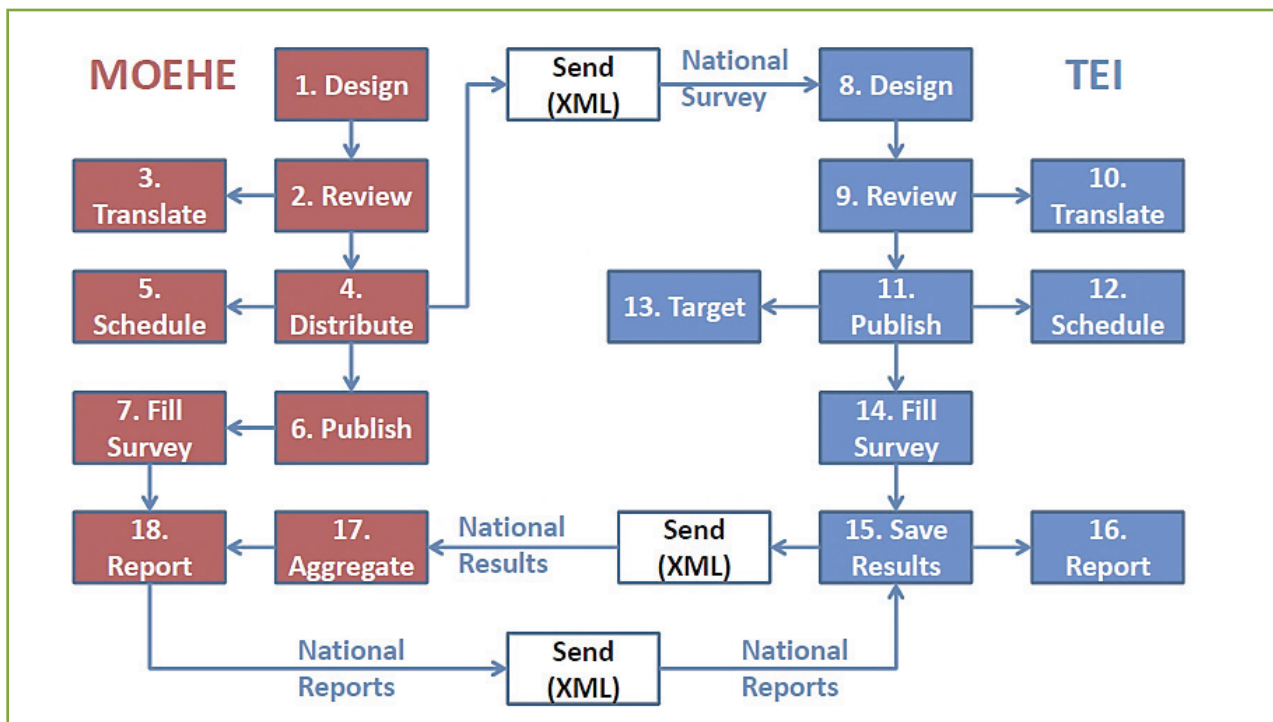 MOEHE
1. Design
Send
(XML)
National
Survey
8. Design
TEI
3.
Translate
2. Review
9. Review
10.
Translate
5.
Schedule
4.
Distribute
13. Target
11.
Publish
12.
Schedule
7. Fill
Survey
6. Publish
14. Fill
Survey
18.
Report
17.
Aggregate
National
Results
Send
(XML)
15. Save
Results
16.
Report
National
Reports
Send
(XML)
National
Reports